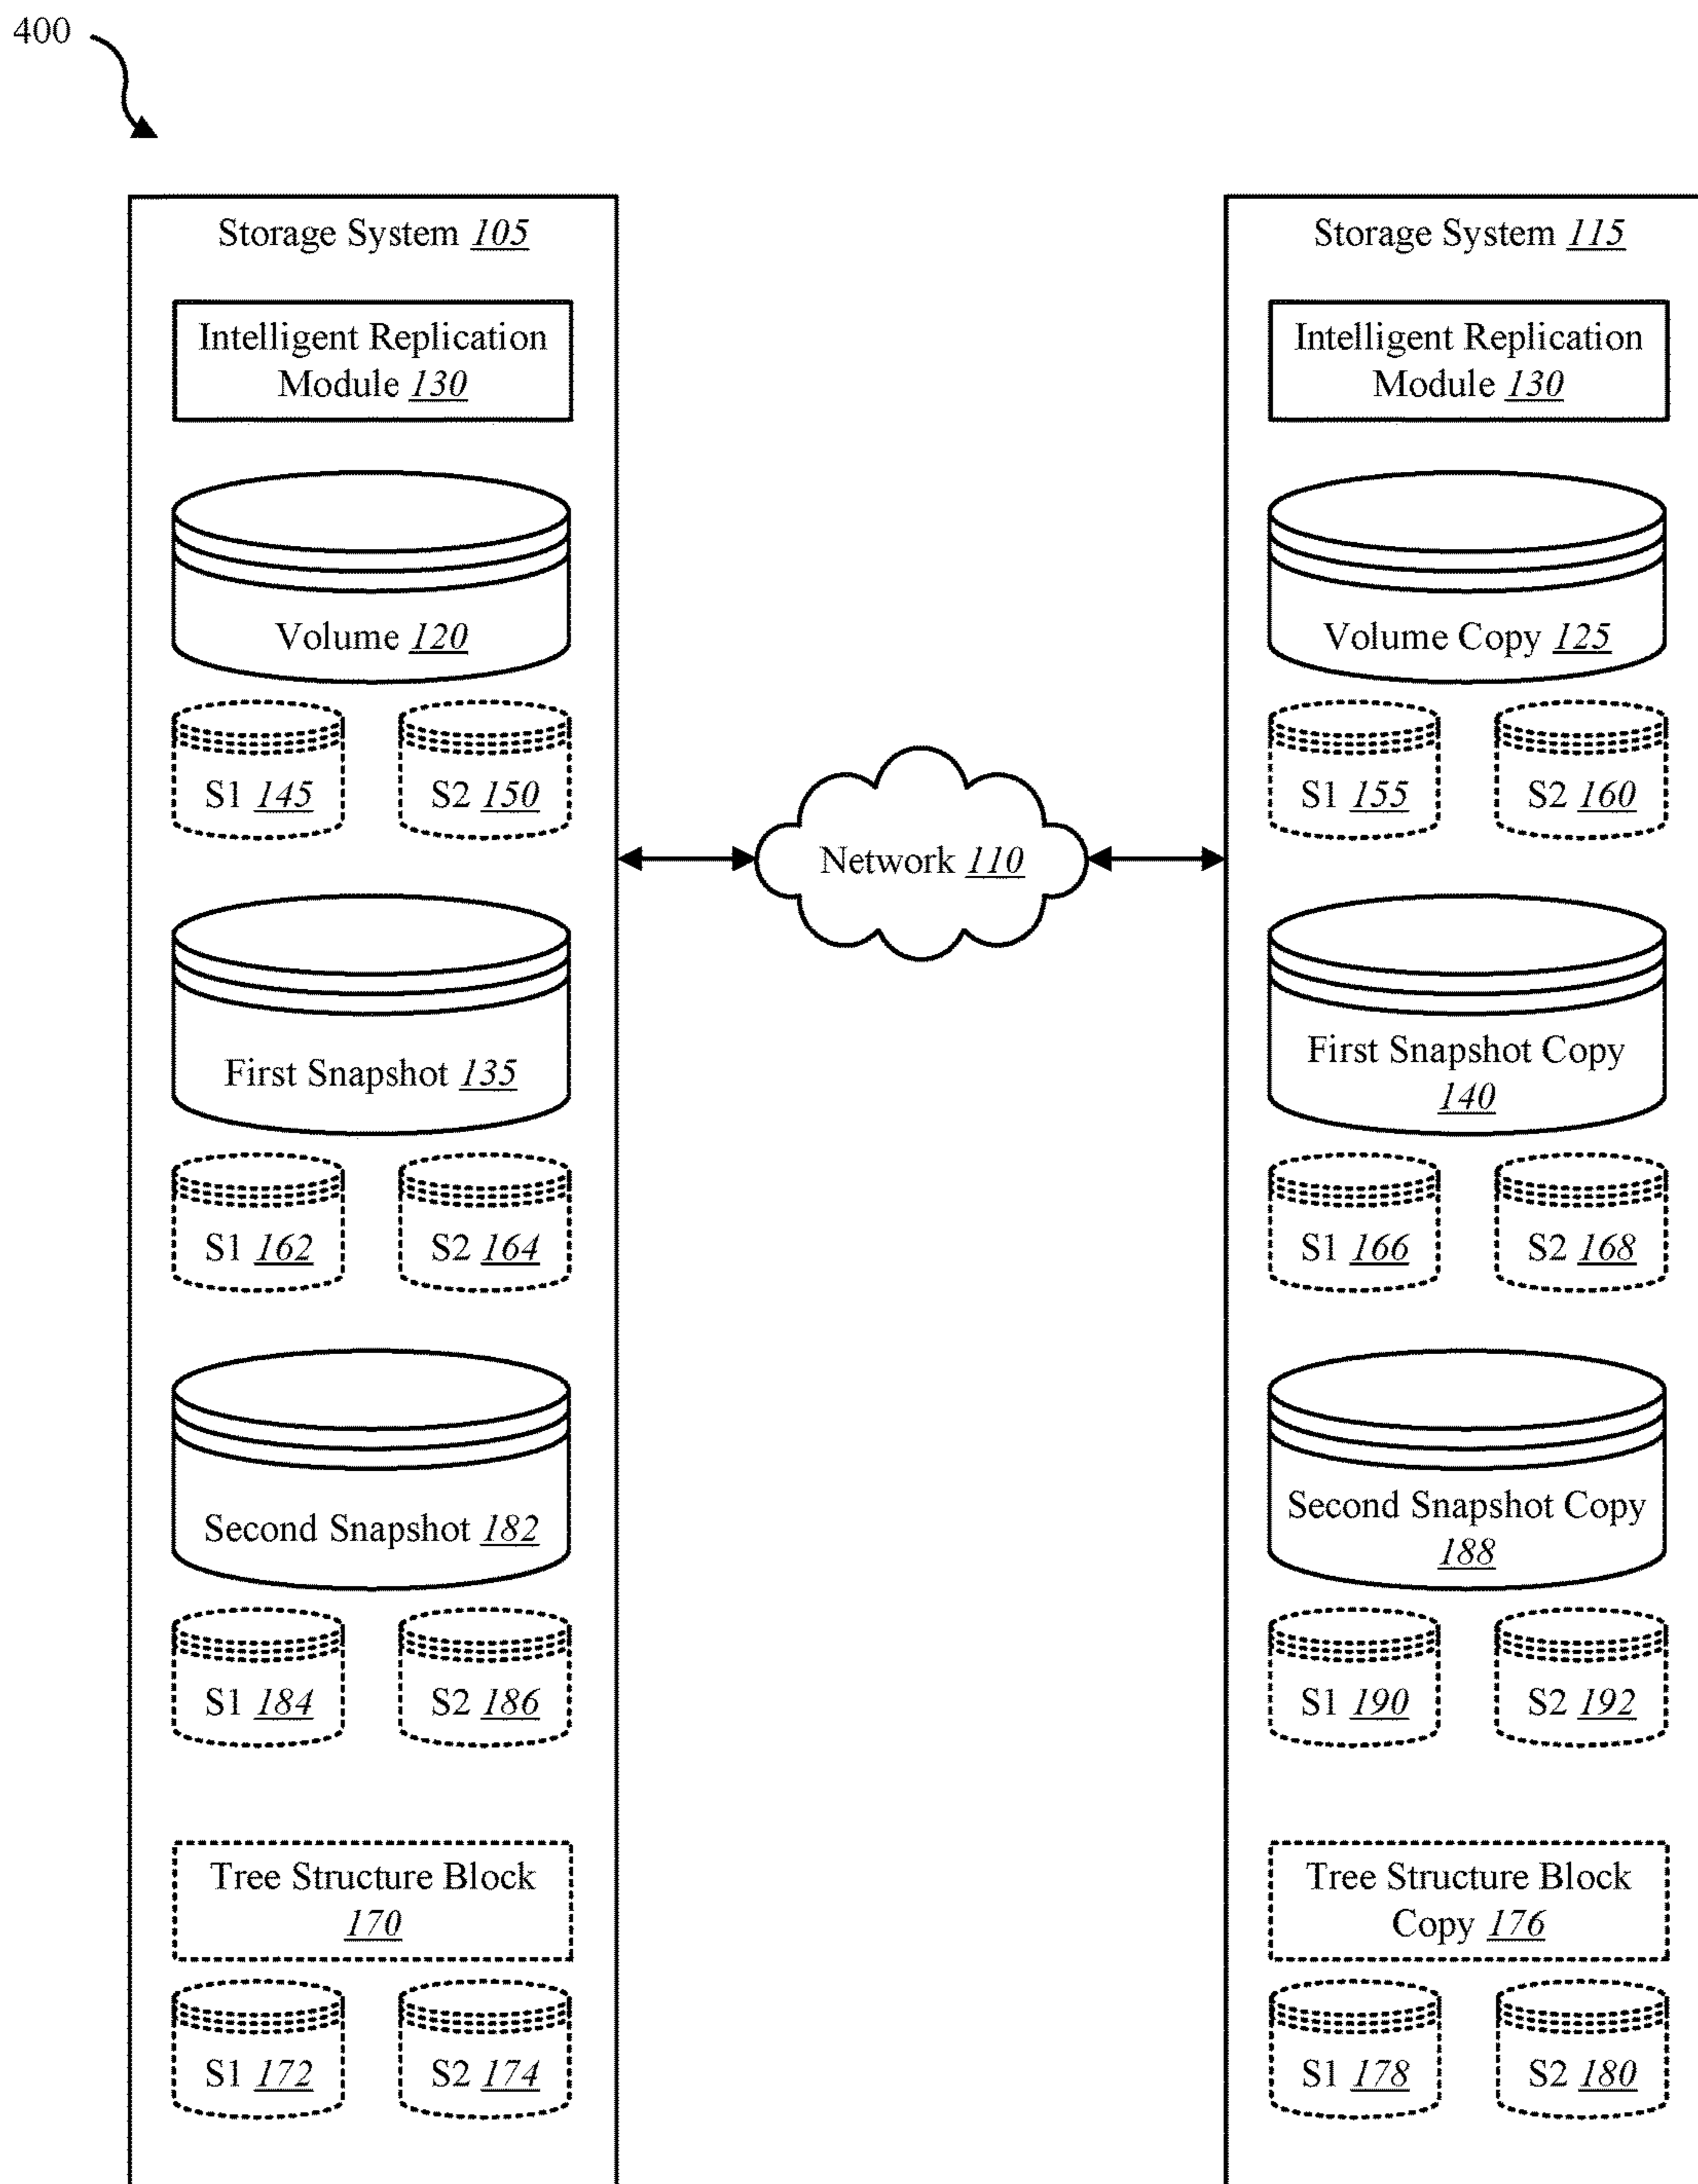 400
Storage System 105
Intelligent Replication
Module 130
Volume 120
S1 145
S2 150
First Snapshot 135
S1 162
S2 164
Second Snapshot 182
S1 184
S2 186
Tree Structure Block
170
S1 172
S2 174
Network 110
Storage System 115
Intelligent Replication
Module 130
Volume Copy 125
S1 155
S2 160
First Snapshot Copy
140
S1 166
S2 168
Second Snapshot Copy
188
S1 190
S2 192
Tree Structure Block
Copy 176
S1 178
S2 180